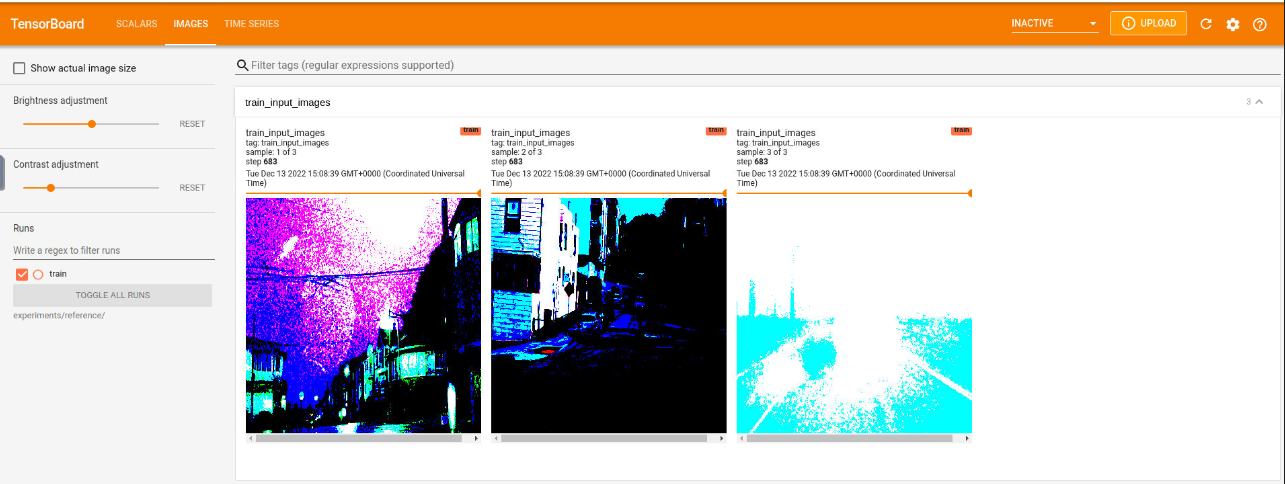 TensorBoard
SCALARS
IMAGES
TIME SERIES
INACTIVE
UPLOAD
Show actual image size
Filter tags (regular expressions supported)
Brightness adjustment
RESET
Contrast adjustment
RESET
Runs
Write a regex to filter runs
train
TOGGLE ALL RUNS
experiments/reference/
train_input_images
3
train_input_images
train
tag: train_input_images
sample: 1 of 3
step 683
Tue Dec 13 2022 15:08:39 GMT+0000 (Coordinated Universal
Time)
train_input_images
train
tag: train_input_images
sample: 2 of 3
step 683
Tue Dec 13 2022 15:08:39 GMT+0000 (Coordinated Universal
Time)
train_input_images
train
tag: train_input_images
sample: 3 of 3
step 683
Tue Dec 13 2022 15:08:39 GMT+0000 (Coordinated Universal
Time)